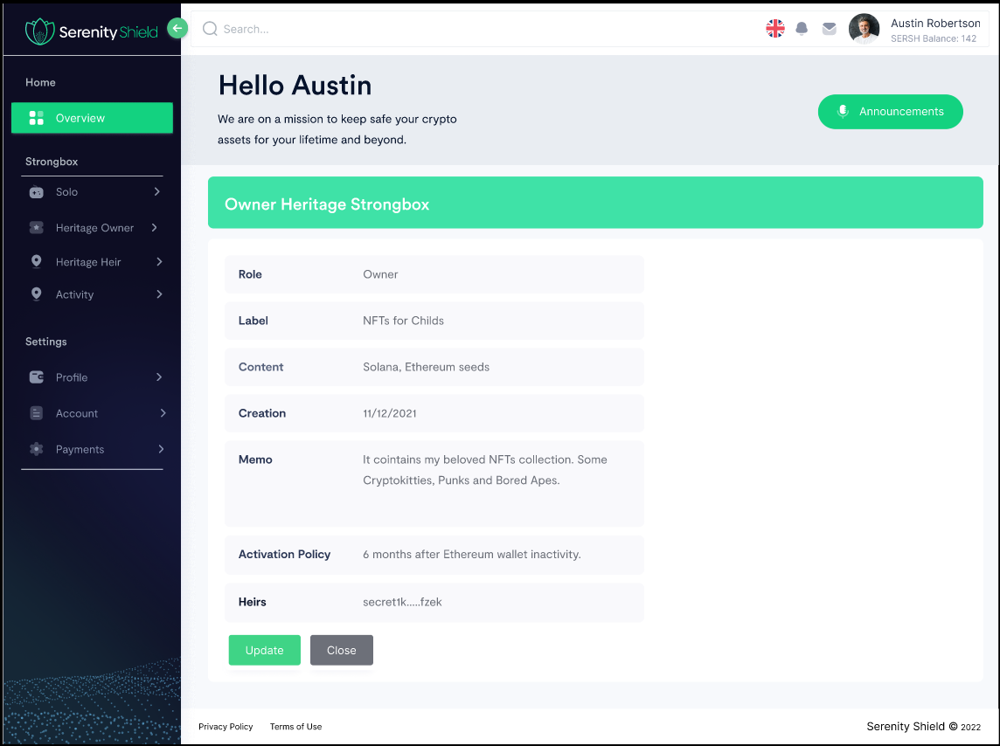 Serenity Shield
Search...
Austin Robertson
SERSH Balance: 142
Home
Overview
Strongbox
Solo
Heritage Owner
Heritage Heir
Activity
Settings
Profile
Account
Payments
Hello Austin
We are on a mission to keep safe your crypto
assets for your lifetime and beyond.
Announcements
Owner Heritage Strongbox
Role Owner
Label NFTs for Childs
Content Solana, Ethereum seeds
Creation 11/12/2021
Memo It cointains my beloved NFTs collection. Some
Cryptokitties, Punks and Bored Apes.
Activation Policy 6 months after Ethereum wallet inactivity.
Heirs secret1k.....fzek
Update Close
Privacy Policy Terms of Use Serenity Shield © 2022